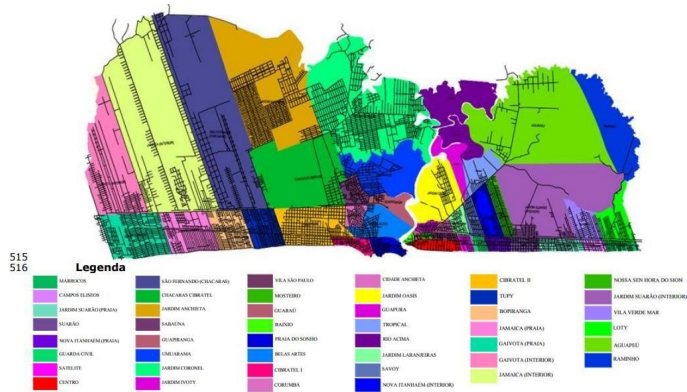 515
516 Legenda
MARROCOS
CAMPOS ELISEOS
JARDIM SUARÃO (PRAIA)
SUARÃO
NOVA ITANHAÉM (PRAIA)
GUARDA CIVIL
SATELITE
CENTRO
SÃO FERNANDO (CHACARAS)
CHACARAS CIBRATEL
JARDIM ANCHIETA
SABAÚNA
GUAPIRANGA
UMUARAMA
JARDIM CORONEL
JARDIM IVOTY
VILA SÃO PAULO
MOSTEIRO
GUARAÚ
BAIXIO
PRAIA DO SONHO
BELAS ARTES
CIBRATEL I
CORUMBÁ
CIDADE ANCHIETA
JARDIM OASIS
GUAPURA
TROPICAL
RIO ACIMA
JARDIM LARANJEIRAS
SAVOY
NOVA ITANHAÉM (INTERIOR)
CIBRATEL II
TUPY
BOPIRANGA
JAMAICA (PRAIA)
GAIVOTA (PRAIA)
GAIVOTA (INTERIOR)
JAMAICA (INTERIOR)
NOSSA SENHORA DO SION
JARDIM SUARÃO (INTERIOR)
VILA VERDE MAR
LOTY
AGUAPEÚ
RAMINHO